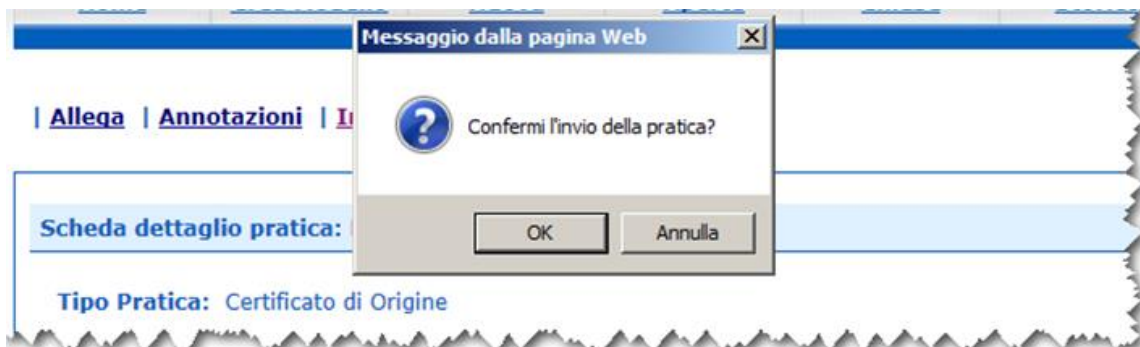 Messaggio dalla pagina Web
| Allega | Annotazioni |
Confermi l'invio della pratica?
OK Annulla
Scheda dettaglio pratica:
Tipo Pratica: Certificato di Origine